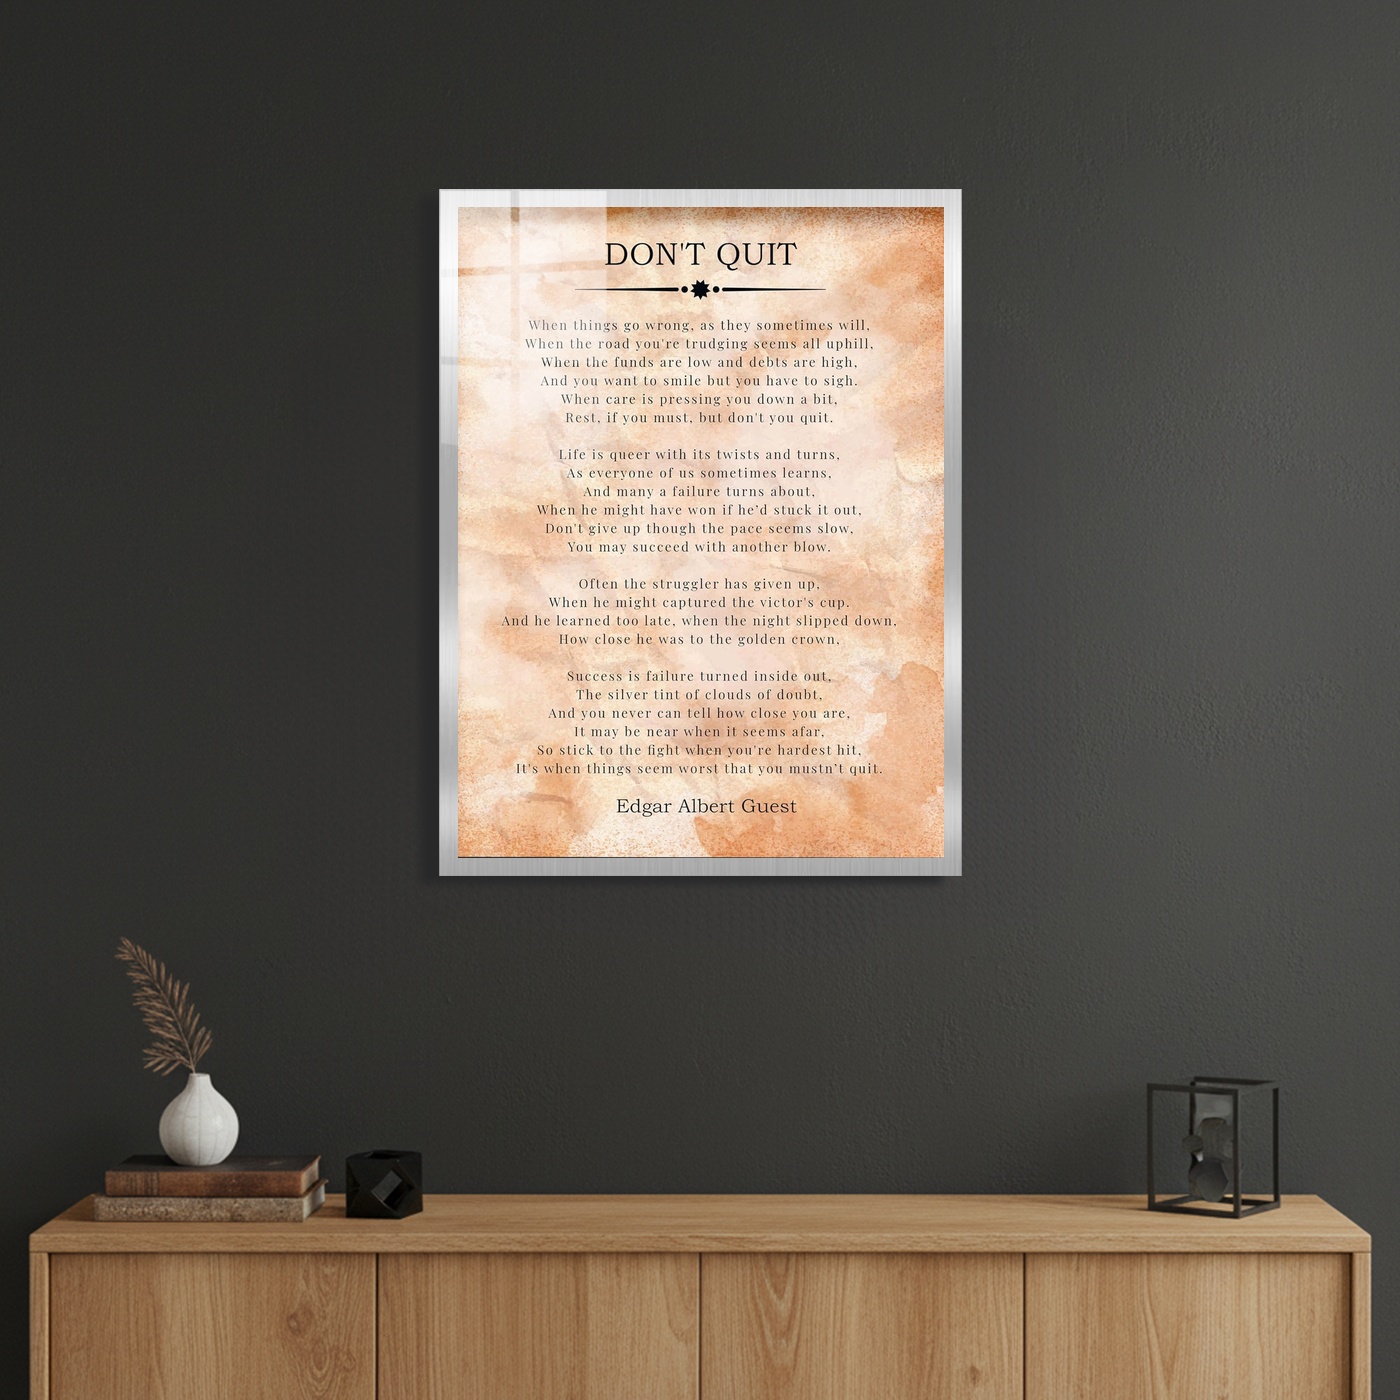 DON'T QUIT
When things go wrong, as they sometimes will,
When the road you're trudging seems all uphill,
When the funds are low and debts are high,
And you want to smile but you have to sigh.
When care is pressing you down a bit,
Rest, if you must, but don't you quit.
Life is queer with its twists and turns,
As everyone of us sometimes learns,
And many a failure turns about,
When he might have won if he’d stuck it out,
Don't give up though the pace seems slow,
You may succeed with another blow.
Often the struggler has given up,
When he might captured the victor's cup.
And he learned too late, when the night slipped down,
How close he was to the golden crown,
Success is failure turned inside out,
The silver tint of clouds of doubt,
And you never can tell how close you are,
It may be near when it seems afar,
So stick to the fight when you're hardest hit,
It's when things seem worst that you mustn’t quit.
Edgar Albert Guest